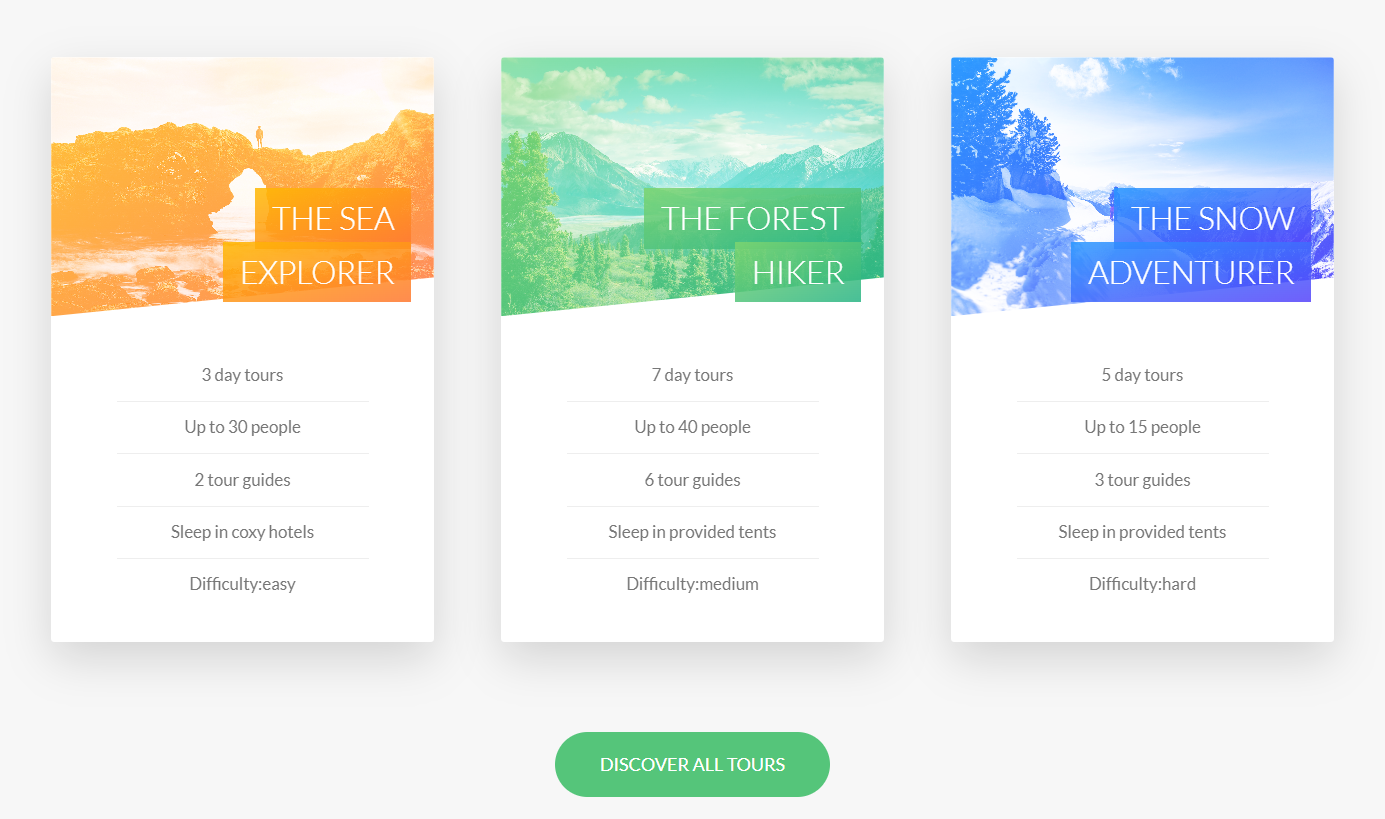 THE SEA
EXPLORER
3 day tours
Up to 30 people
2 tour guides
Sleep in coxy hotels
Difficulty:easy
THE FOREST
HIKER
7 day tours
Up to 40 people
6 tour guides
Sleep in provided tents
Difficulty:medium
THE SNOW
ADVENTURER
5 day tours
Up to 15 people
3 tour guides
Sleep in provided tents
Difficulty:hard
DISCOVER ALL TOURS